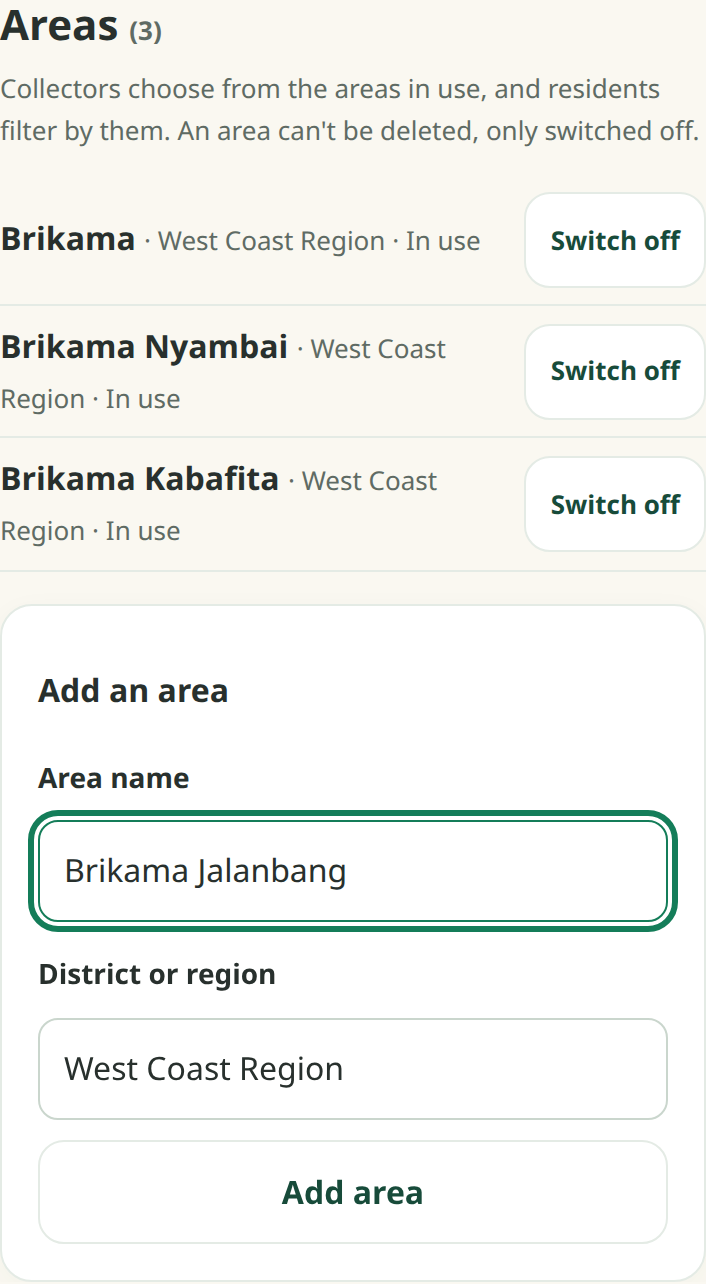 Areas (3)
Collectors choose from the areas in use, and residents
filter by them. An area can't be deleted, only switched off.
Brikama · West Coast Region · In use
Switch off
Brikama Nyambai · West Coast
Region · In use
Switch off
Brikama Kabafita · West Coast
Region · In use
Switch off
Add an area
Area name
Brikama Jalanbang
District or region
West Coast Region
Add area